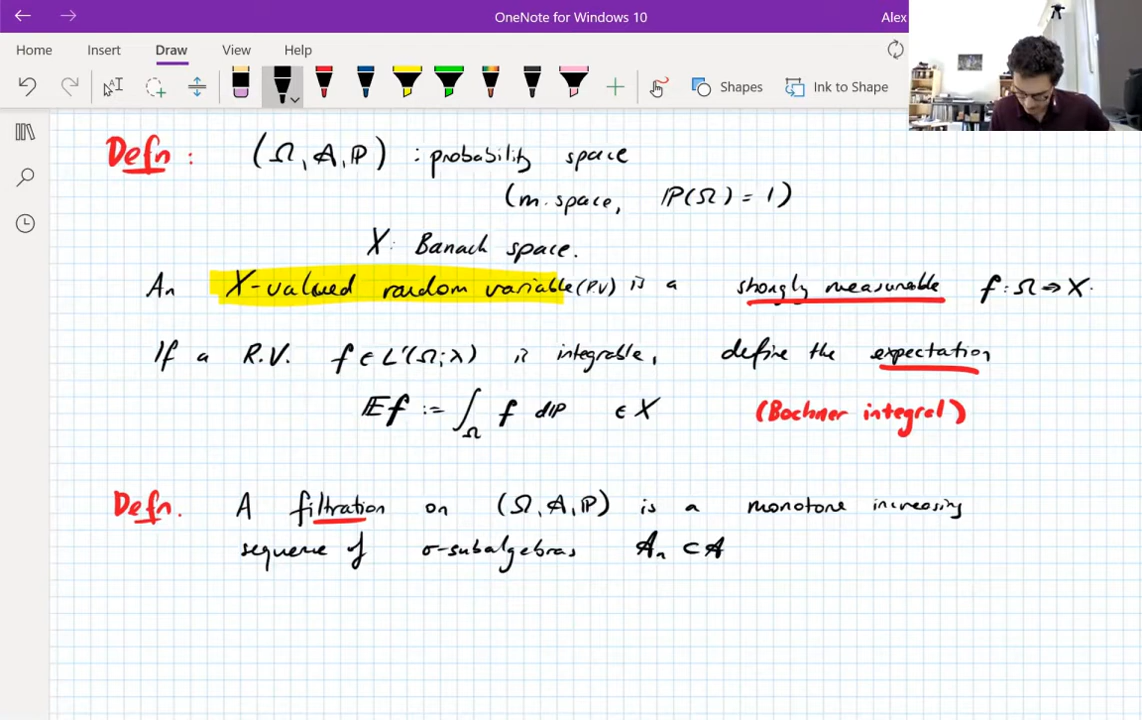 OneNote for Windows 10
Alex
Home Insert Draw View Help
Shapes Ink to Shape
Defn: (Ω, A, ℙ) : probability space
(m. space, ℙ(Ω) = 1)
X: Banach space.
An X-valued random variable (RV) is a strongly measurable f: Ω → X.
If a R.V. f ∈ L¹(Ω; X) is integrable, define the expectation
𝔼f := ∫_Ω f dℙ ∈ X (Bochner integral)
Defn. A filtration on (Ω, A, ℙ) is a monotone increasing
sequence of σ-subalgebras Aₙ ⊂ A